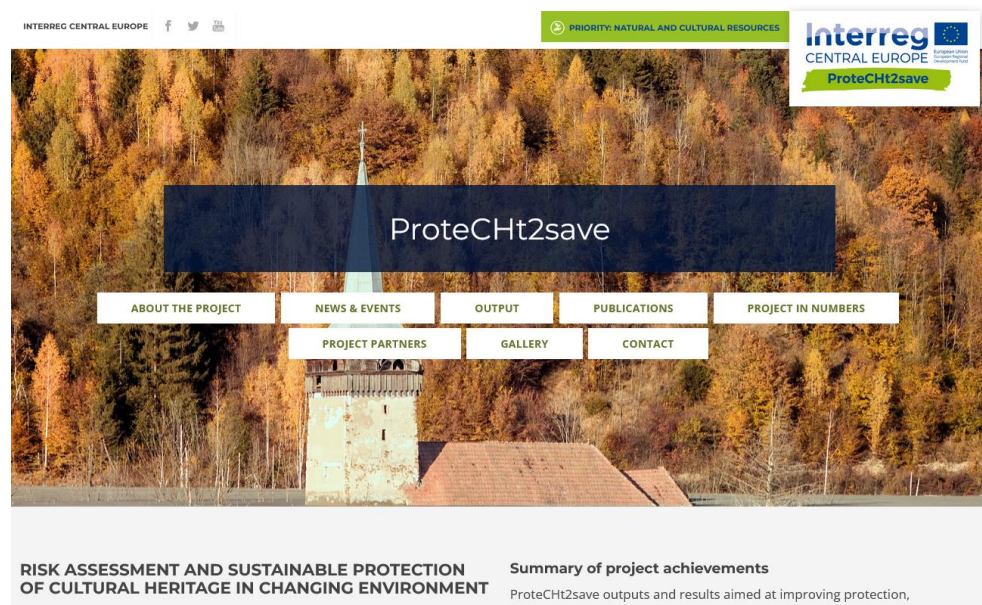 INTERREG CENTRAL EUROPE
PRIORITY: NATURAL AND CULTURAL RESOURCES
Interreg
CENTRAL EUROPE
European Union
European Regional
Development Fund
ProteCHt2save
ProteCHt2save
ABOUT THE PROJECT
NEWS & EVENTS
OUTPUT
PUBLICATIONS
PROJECT IN NUMBERS
PROJECT PARTNERS
GALLERY
CONTACT
RISK ASSESSMENT AND SUSTAINABLE PROTECTION
OF CULTURAL HERITAGE IN CHANGING ENVIRONMENT
Summary of project achievements
ProteCHt2save outputs and results aimed at improving protection,